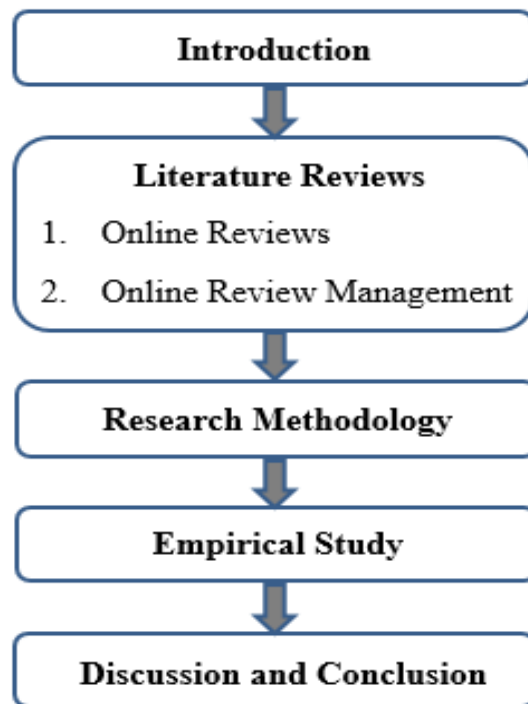 Introduction
Literature Reviews
1. Online Reviews
2. Online Review Management
Research Methodology
Empirical Study
Discussion and Conclusion